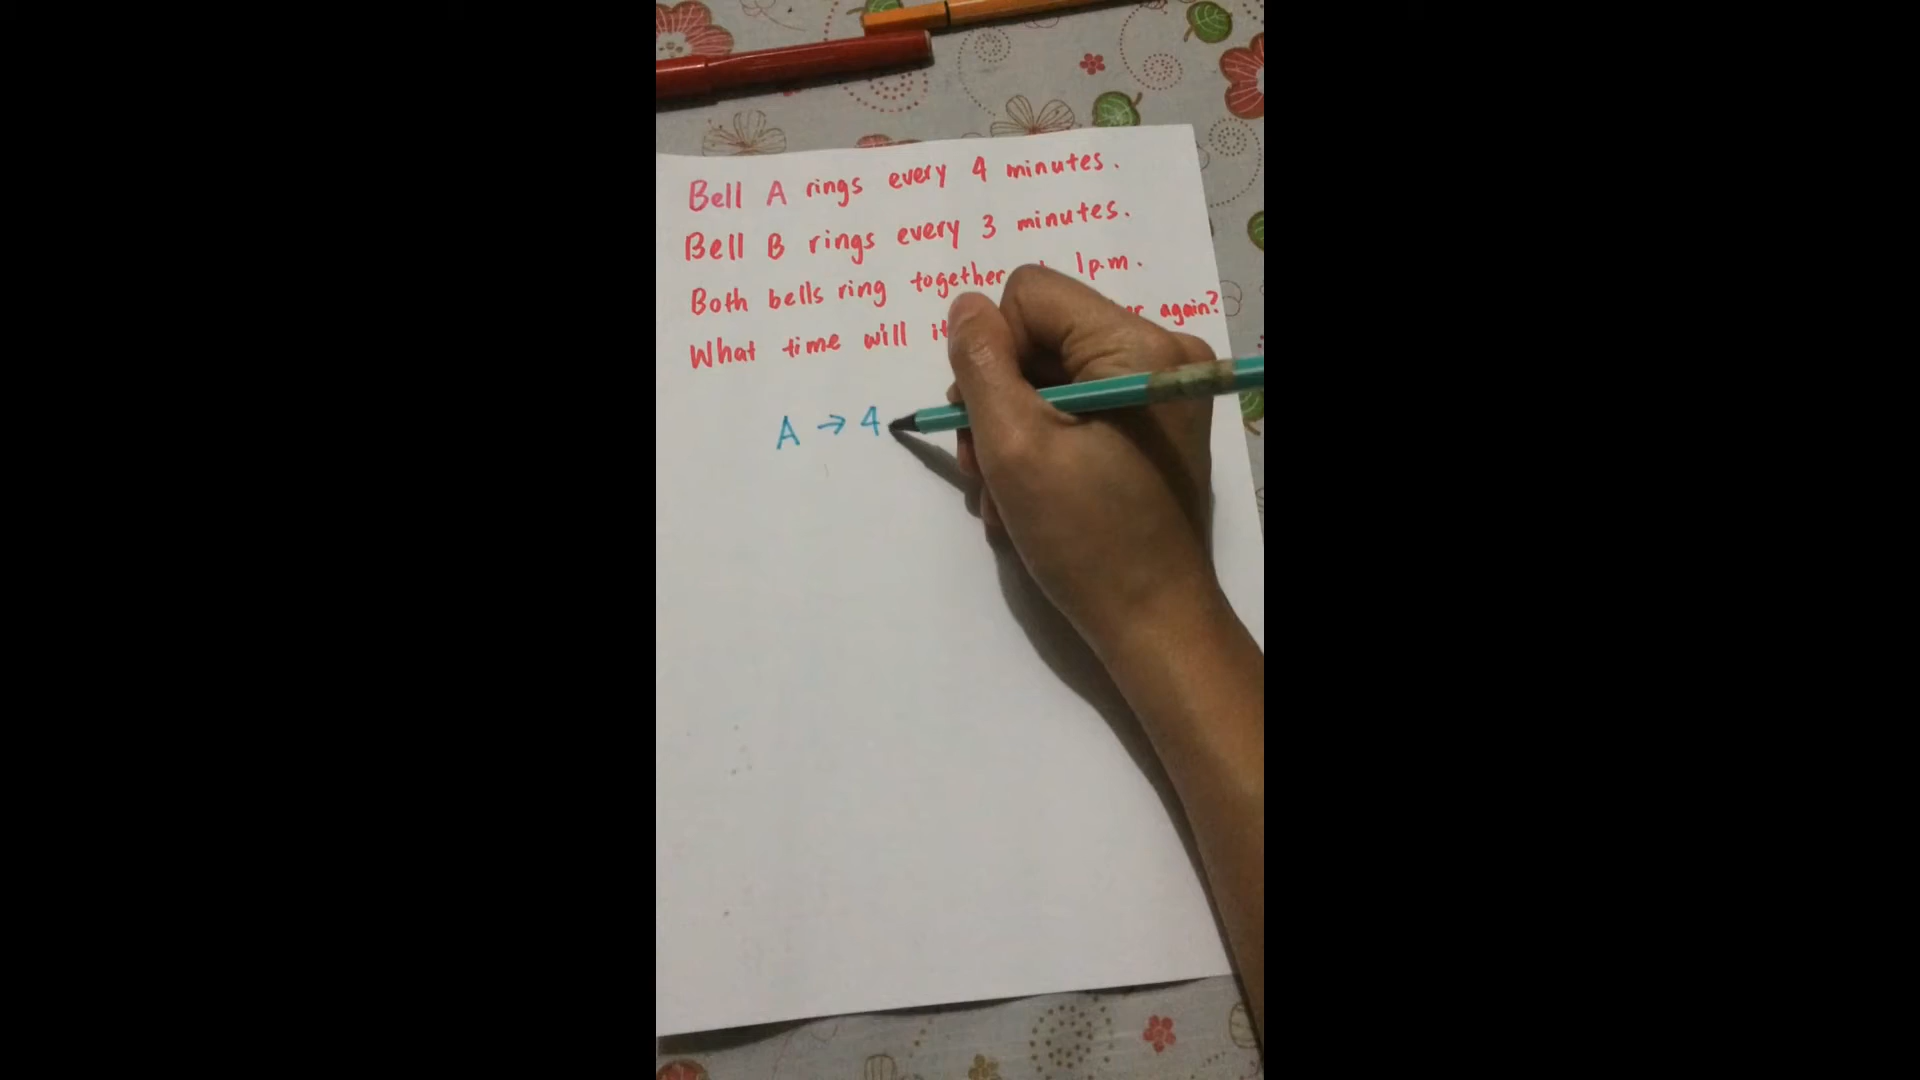 Bell A rings every 4 minutes.
Bell B rings every 3 minutes.
Both bells ring together 1 p.m.
What time will it again?
A → 4